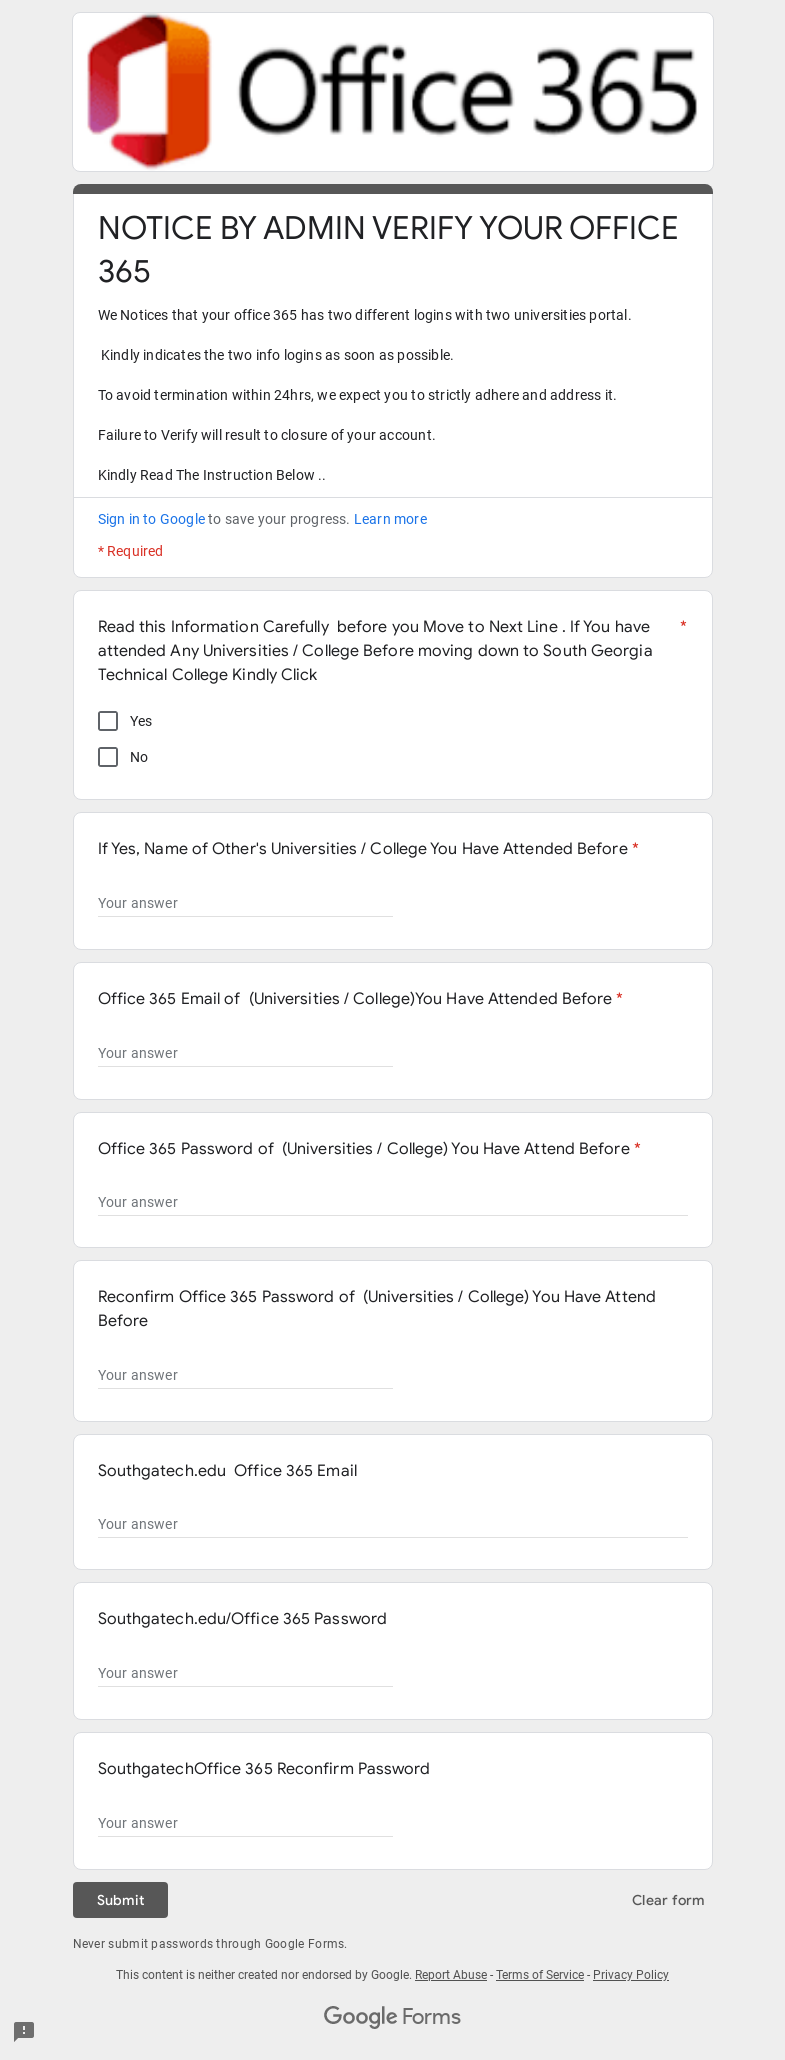 Office 365
NOTICE BY ADMIN VERIFY YOUR OFFICE
365
We Notices that your office 365 has two different logins with two universities portal.
Kindly indicates the two info logins as soon as possible.
To avoid termination within 24hrs, we expect you to strictly adhere and address it.
Failure to Verify will result to closure of your account.
Kindly Read The Instruction Below ..
Sign in to Google to save your progress. Learn more
* Required
Read this Information Carefully  before you Move to Next Line . If You have *
attended Any Universities / College Before moving down to South Georgia
Technical College Kindly Click
Yes
No
If Yes, Name of Other's Universities / College You Have Attended Before *
Your answer
Office 365 Email of  (Universities / College)You Have Attended Before *
Your answer
Office 365 Password of  (Universities / College) You Have Attend Before *
Your answer
Reconfirm Office 365 Password of  (Universities / College) You Have Attend
Before
Your answer
Southgatech.edu  Office 365 Email
Your answer
Southgatech.edu/Office 365 Password
Your answer
SouthgatechOffice 365 Reconfirm Password
Your answer
Submit Clear form
Never submit passwords through Google Forms.
This content is neither created nor endorsed by Google. Report Abuse - Terms of Service - Privacy Policy
Google Forms